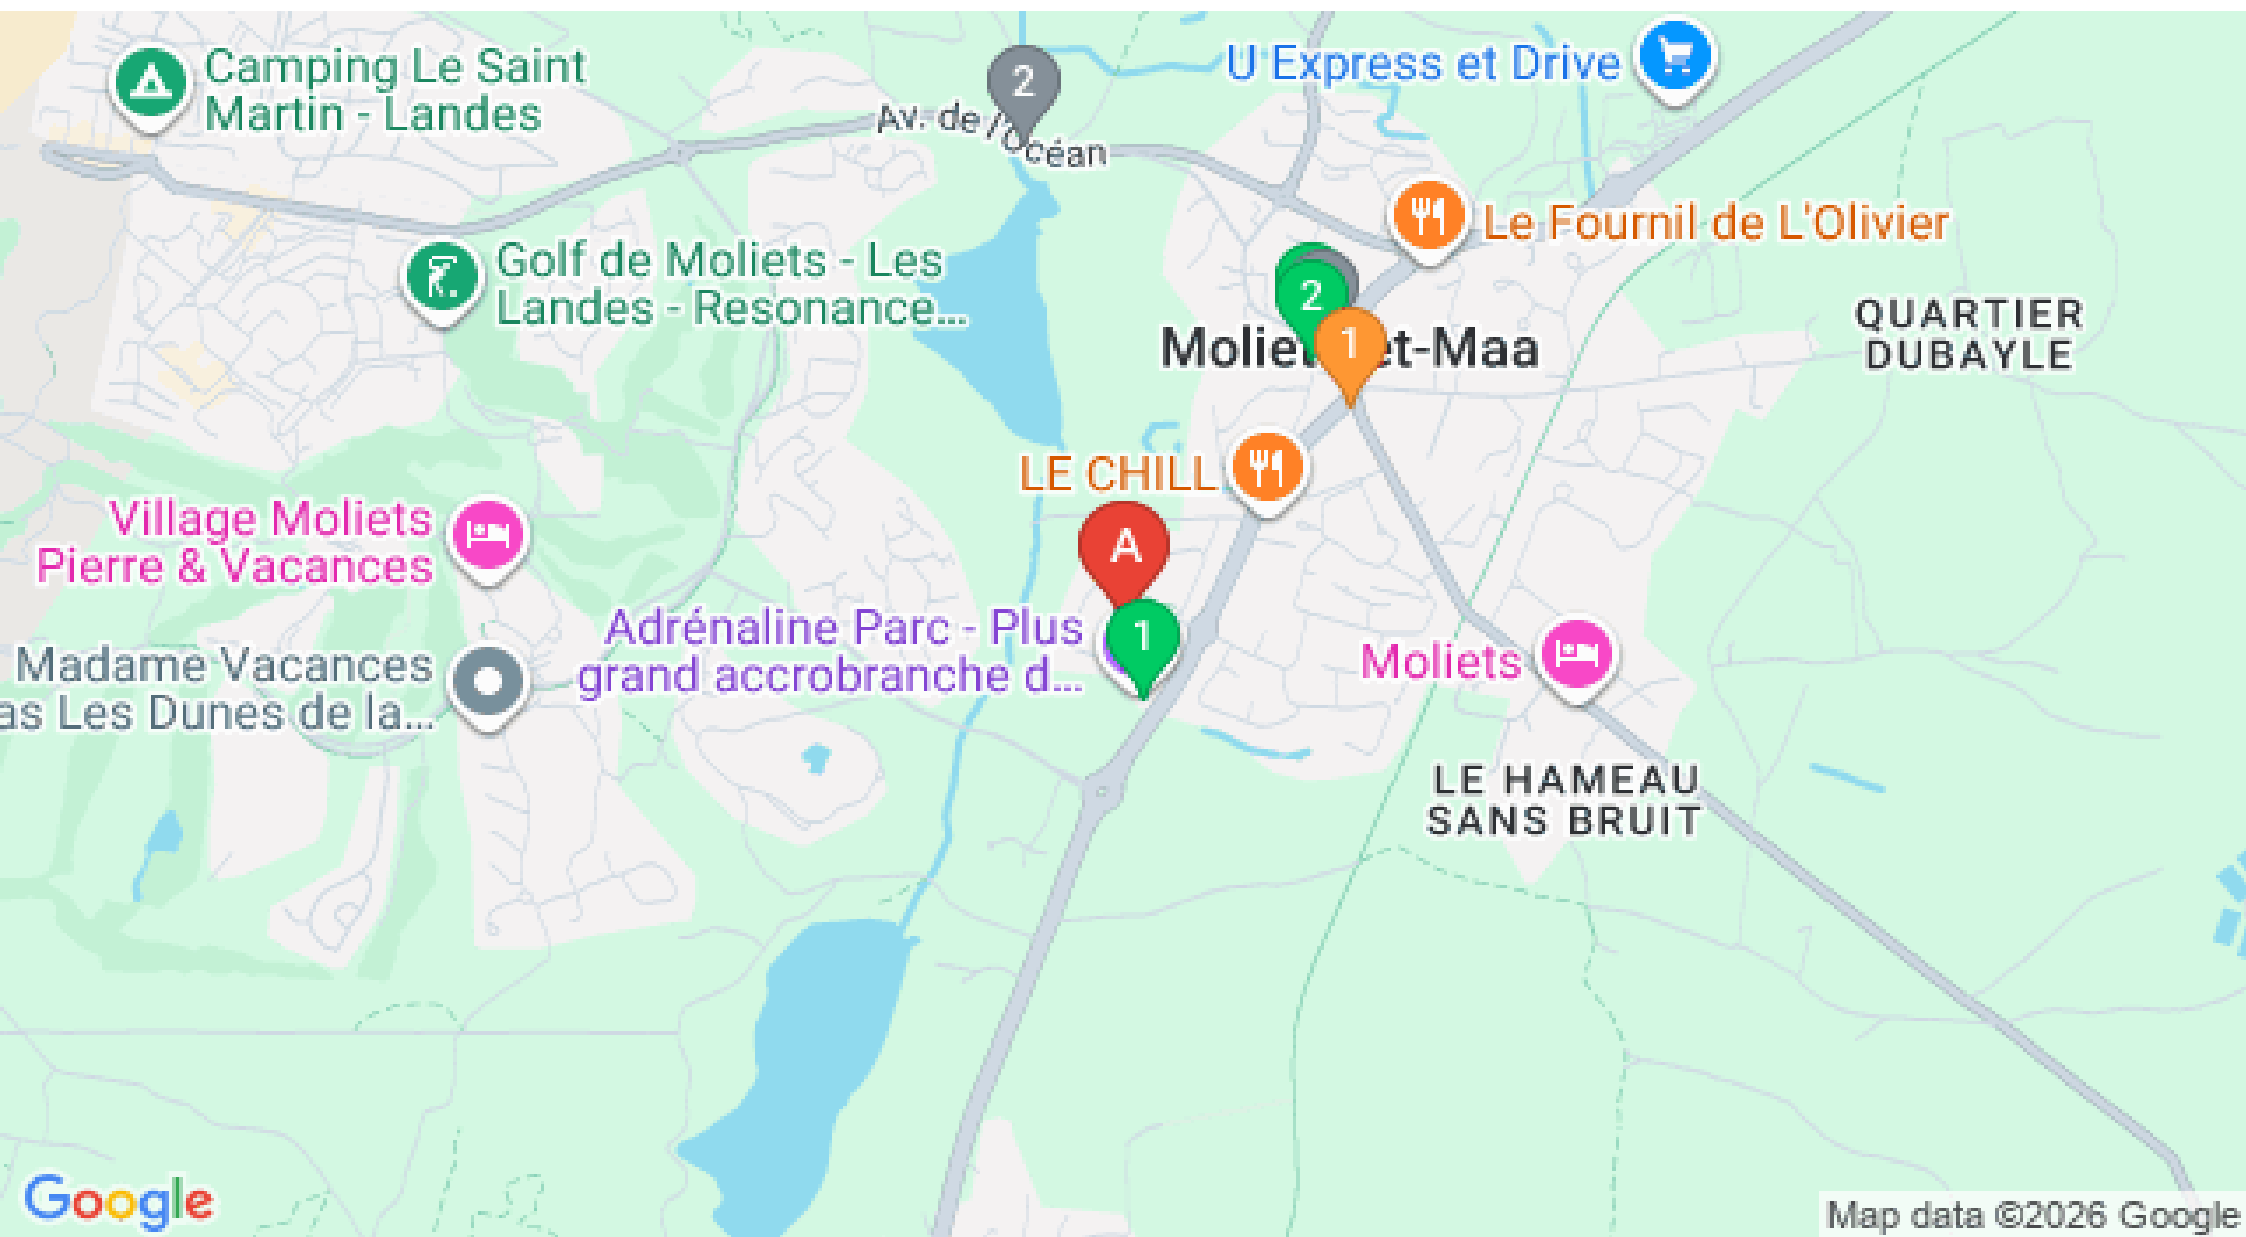 Camping Le Saint
Martin - Landes
2
U Express et Drive
Av. de l'Océan
Le Fournil de L'Olivier
Golf de Moliets - Les
Landes - Resonance...
2
1
QUARTIER
DUBAYLE
LE CHILL
Village Moliets
Pierre & Vacances
A
Adrénaline Parc - Plus
grand accrobranche d...
1
Moliets
Madame Vacances
as Les Dunes de la...
LE HAMEAU
SANS BRUIT
Google
Map data ©2026 Google